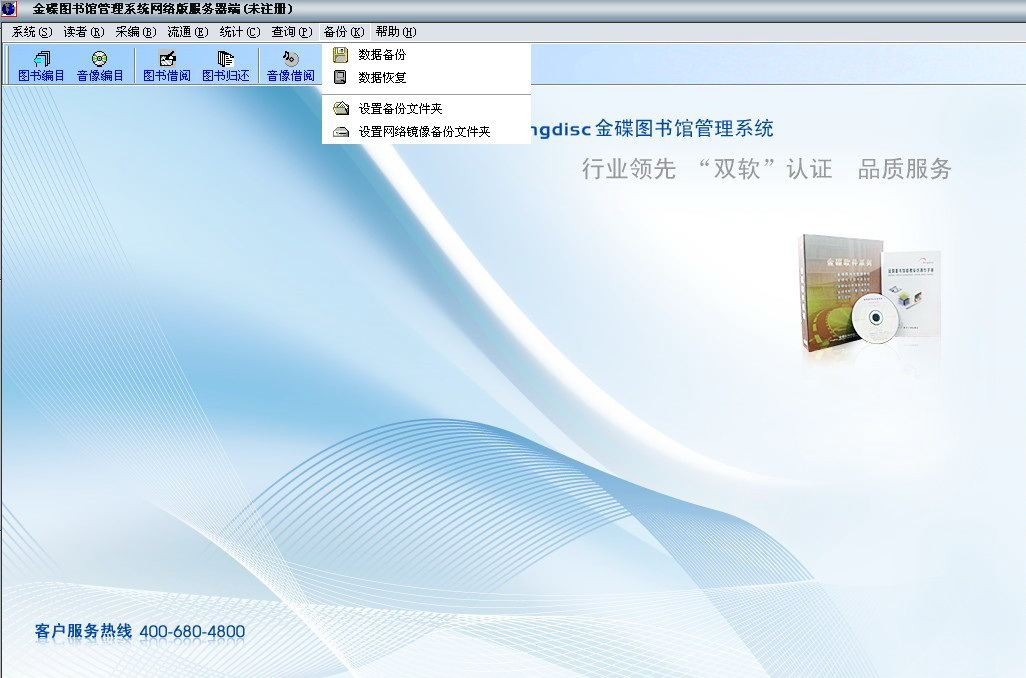 金碟图书馆管理系统网络版服务器端(未注册)
系统(S) 读者(R) 采编(B) 流通(E) 统计(C) 查询(P) 备份(K) 帮助(H)
图书编目 音像编目 图书借阅 图书归还 音像借阅
数据备份
数据恢复
设置备份文件夹
设置网络镜像备份文件夹
ngdisc 金碟图书馆管理系统
行业领先 “双软”认证 品质服务
客户服务热线 400-680-4800